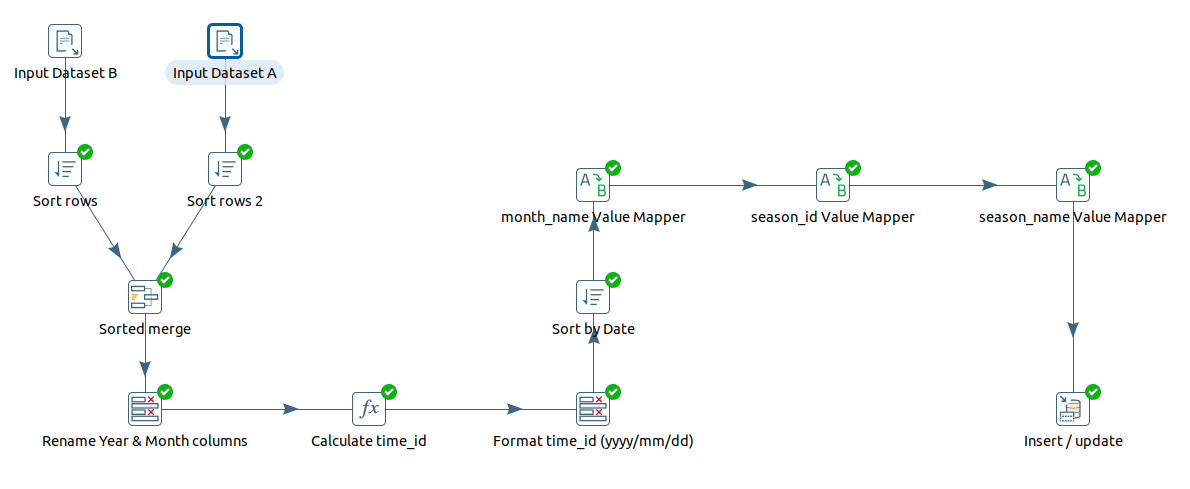 Input Dataset B
Input Dataset A
Sort rows
Sort rows 2
Sorted merge
Rename Year & Month columns
fx
Calculate time_id
Format time_id (yyyy/mm/dd)
Sort by Date
A
B
month_name Value Mapper
A
B
season_id Value Mapper
A
B
season_name Value Mapper
Insert / update